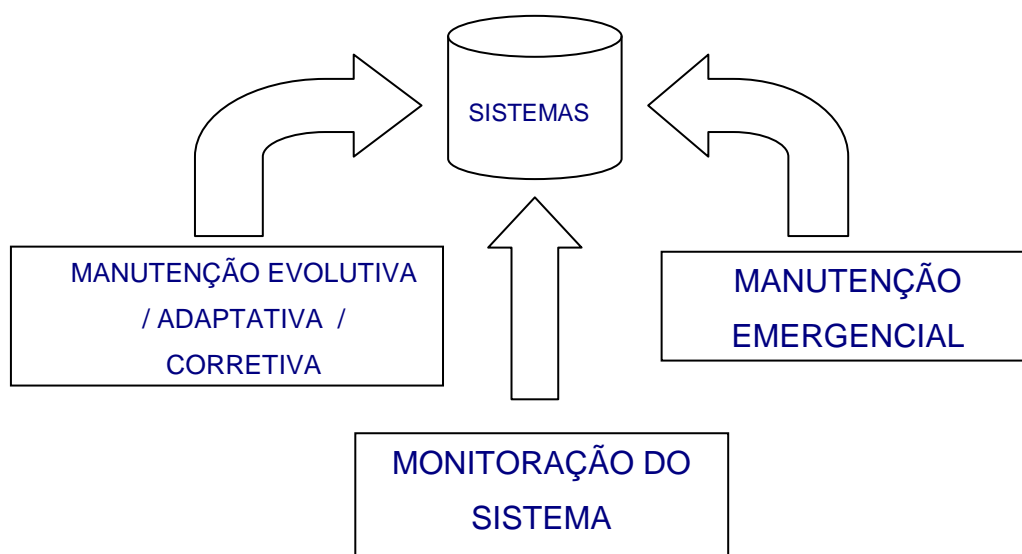 SISTEMAS
MANUTENÇÃO EVOLUTIVA
/ ADAPTATIVA /
CORRETIVA
MANUTENÇÃO
EMERGENCIAL
MONITORAÇÃO DO
SISTEMA